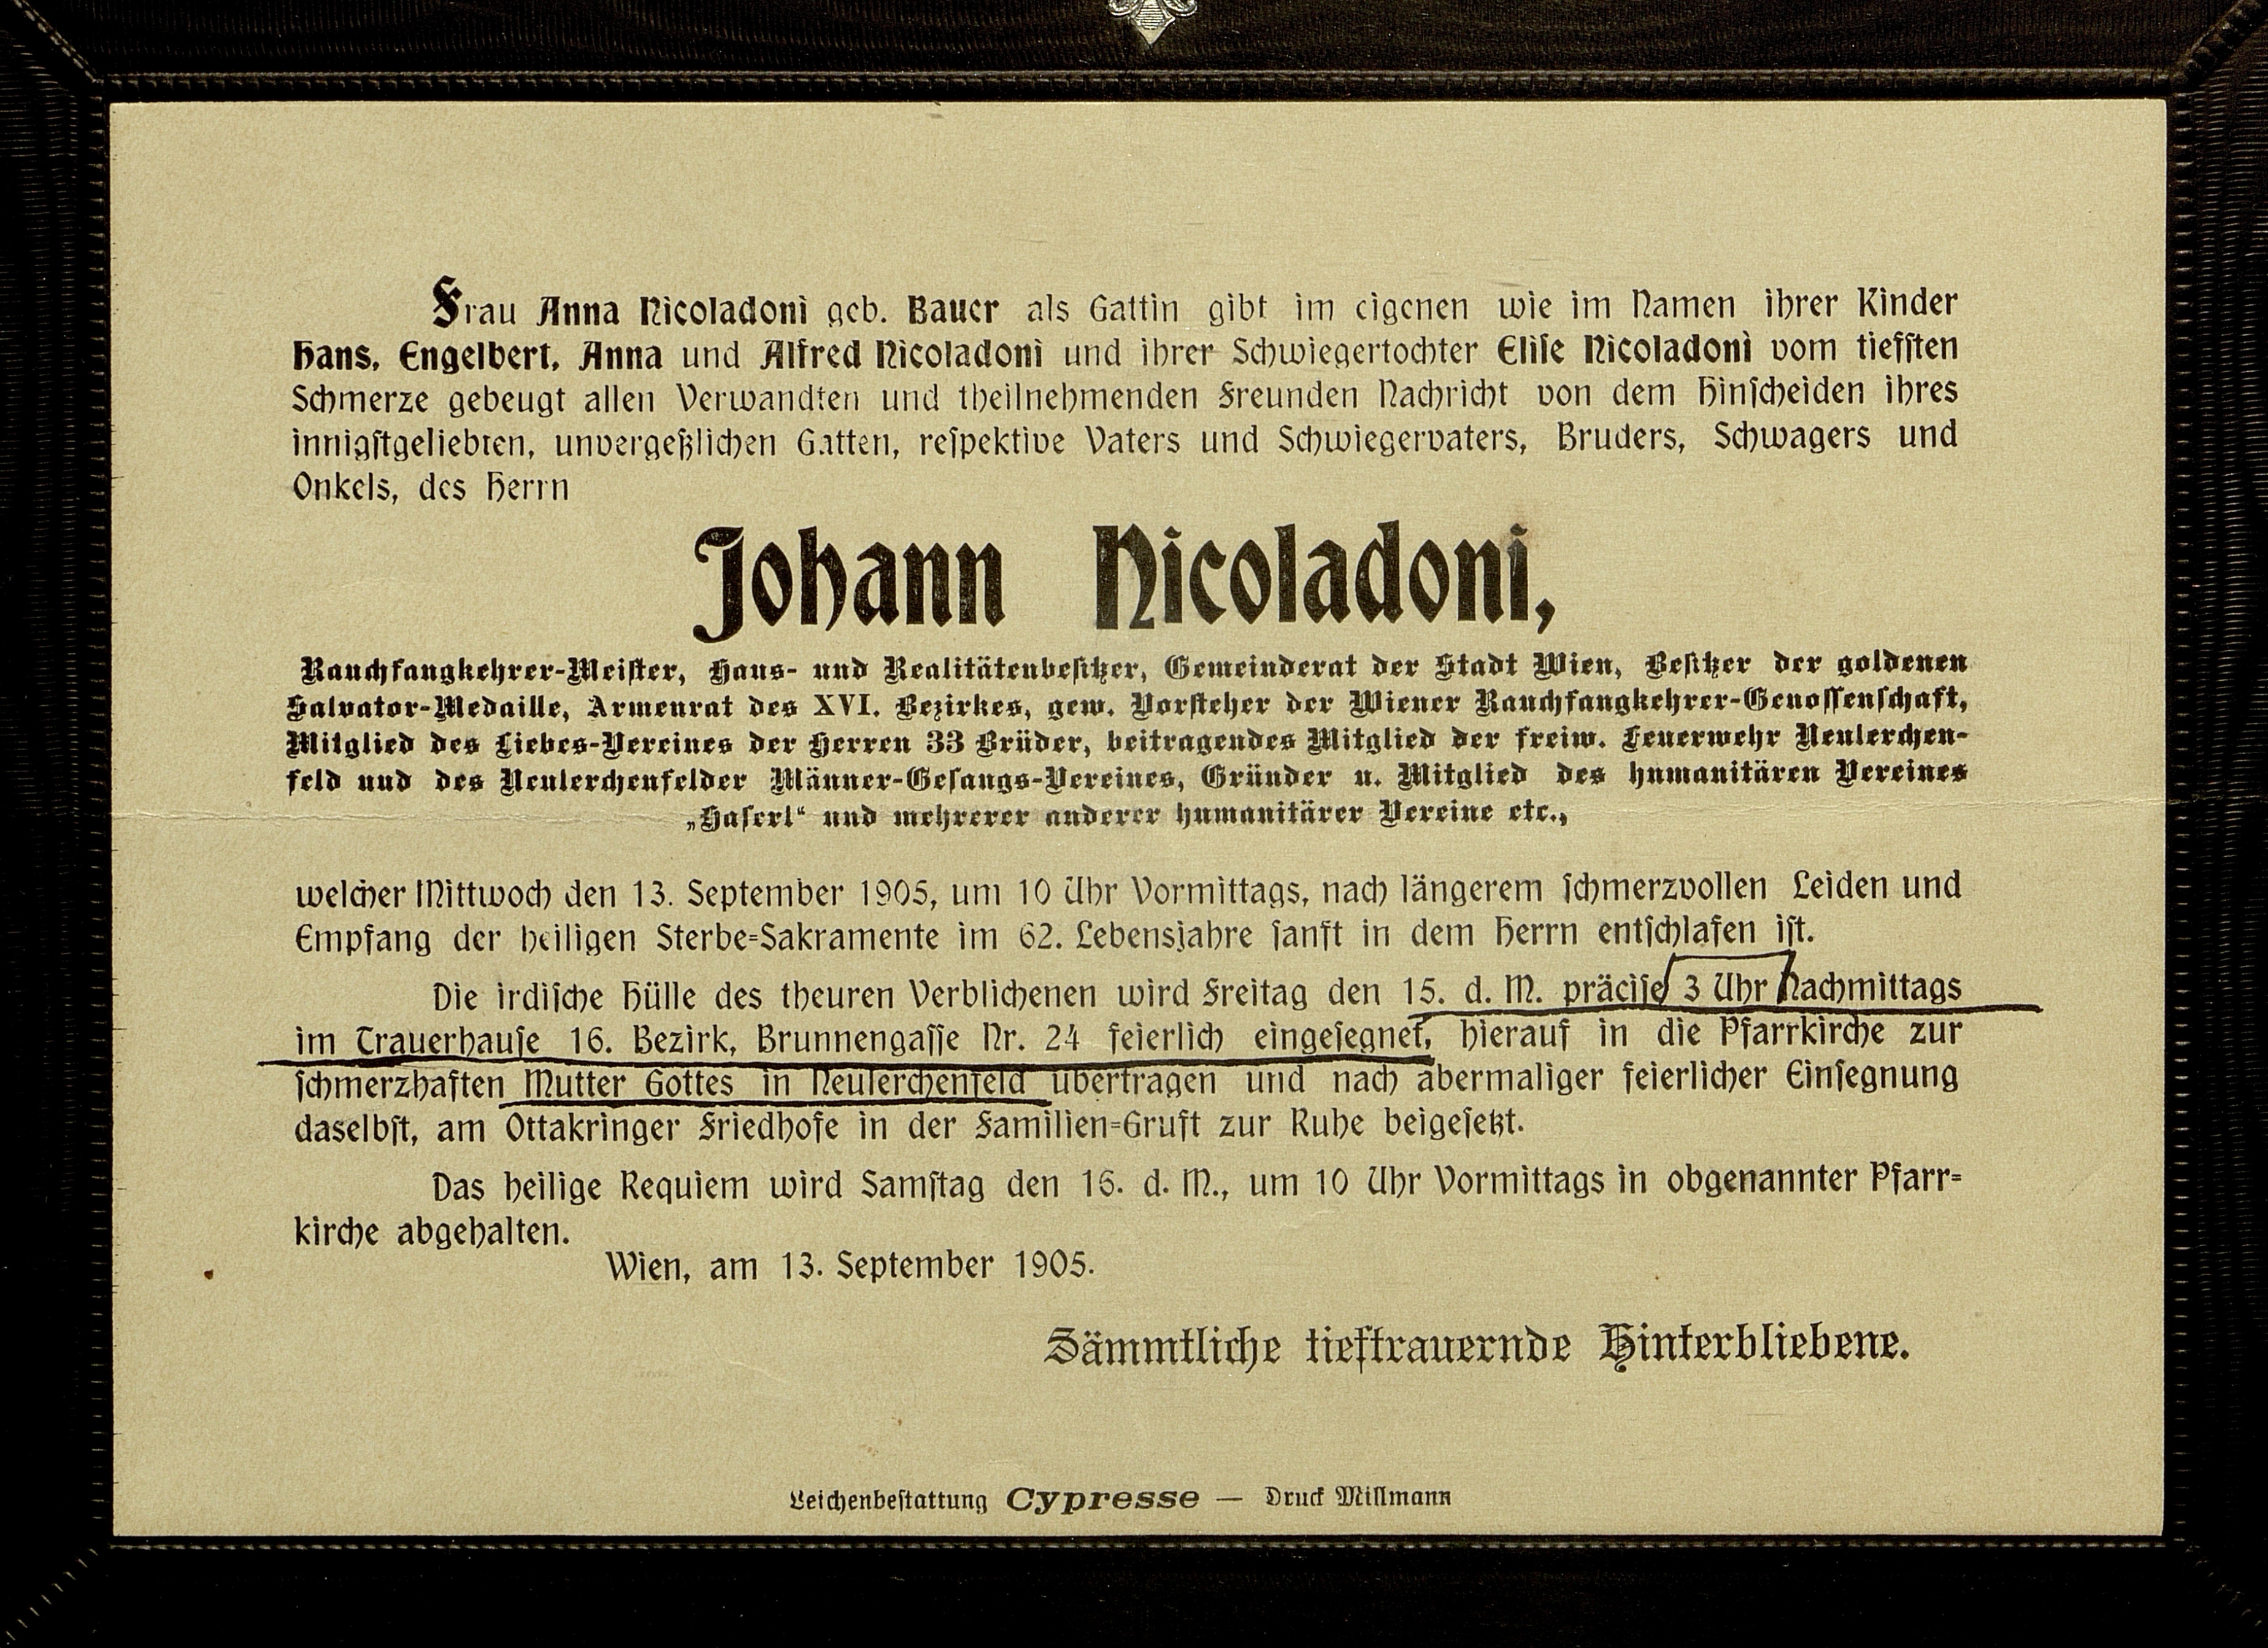 Frau Anna Nicoladoni geb. Bauer als Gattin gibt im eigenen wie im Namen ihrer Kinder
Hans, Engelbert, Anna und Alfred Nicoladoni und ihrer Schwiegertochter Elise Nicoladoni vom tiefsten
Schmerze gebeugt allen Verwandten und theilnehmenden Freunden Nachricht von dem Hinscheiden ihres
innigstgeliebten, unvergeßlichen Gatten, respektive Vaters und Schwiegervaters, Bruders, Schwagers und
Onkels, des Herrn
Johann Nicoladoni,
Rauchfangkehrer-Meister, Haus- und Realitätenbesitzer, Gemeinderat der Stadt Wien, Besitzer der goldenen
Salvator-Medaille, Armenrat des XVI. Bezirkes, gew. Vorsteher der Wiener Rauchfangkehrer-Genossenschaft,
Mitglied des Liebes-Vereines der Herren 33 Brüder, beitragendes Mitglied der freiw. Feuerwehr Neulerchen-
feld und des Neulerchenfelder Männer-Gesangs-Vereines, Gründer u. Mitglied des humanitären Vereines
„Haserl“ und mehrerer anderer humanitärer Vereine etc.,
welcher Mittwoch den 13. September 1905, um 10 Uhr Vormittags, nach längerem schmerzvollen Leiden und
Empfang der heiligen Sterbe-Sakramente im 62. Lebensjahre sanft in dem Herrn entschlafen ist.
Die irdische Hülle des theuren Verblichenen wird Freitag den 15. d. M. präcise 3 Uhr Nachmittags
im Trauerhause 16. Bezirk, Brunnengasse Nr. 24 feierlich eingesegnet, hierauf in die Pfarrkirche zur
schmerzhaften Mutter Gottes in Neulerchenfeld übertragen und nach abermaliger feierlicher Einsegnung
daselbst, am Ottakringer Friedhofe in der Familien-Gruft zur Ruhe beigesetzt.
Das heilige Requiem wird Samstag den 16. d. M., um 10 Uhr Vormittags in obgenannter Pfarr-
kirche abgehalten.
Wien, am 13. September 1905.
Sämmtliche tieftrauernde Hinterbliebene.
Leichenbestattung Cypresse — Druck Millmann